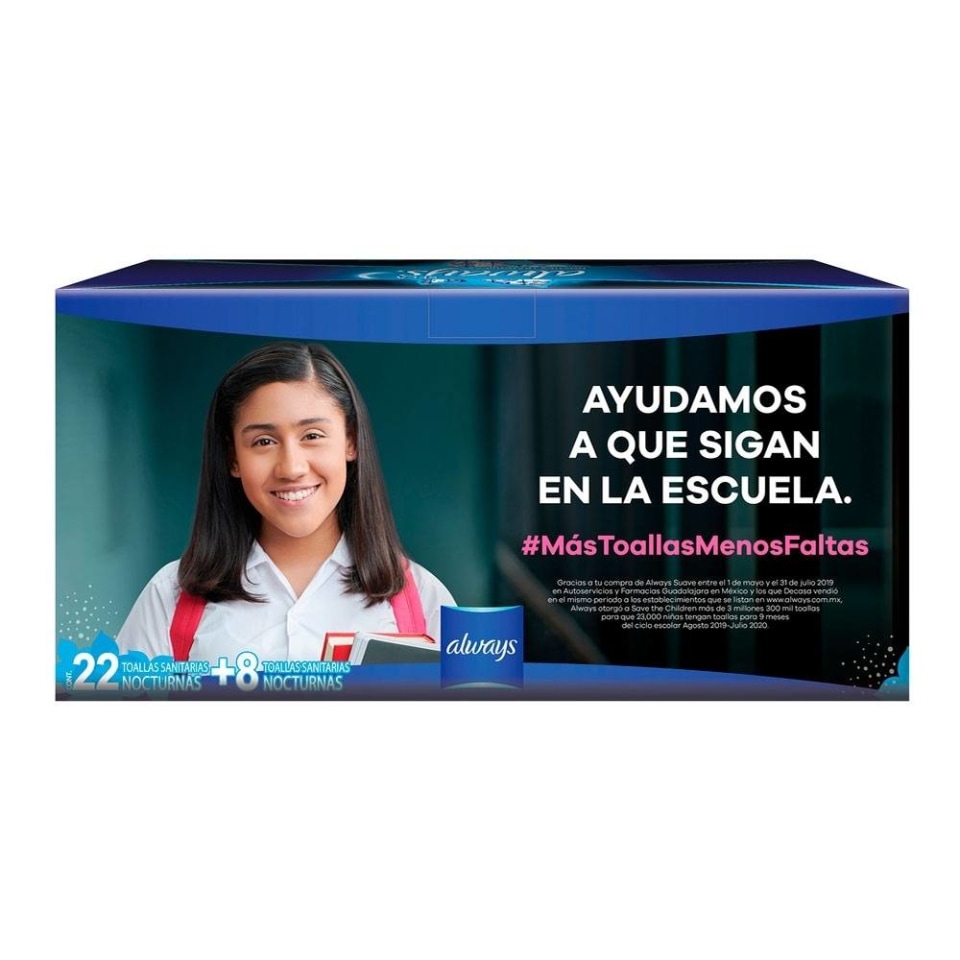 always
AYUDAMOS
A QUE SIGAN
EN LA ESCUELA.
#MásToallasMenosFaltas
Gracias a tu compra de Always Suave entre el 1 de mayo y el 31 de julio 2019
en Autoservicios y Farmacias Guadalajara en México y los que Decasa vendió
en el mismo periodo a los establecimientos que se listan en www.always.com.mx,
Always otorgó a Save the Children más de 3 millones 300 mil toallas
para que 23,000 niñas tengan toallas para 9 meses
del ciclo escolar Agosto 2019-Julio 2020.
always
CONT. 22 TOALLAS SANITARIAS NOCTURNAS +8 TOALLAS SANITARIAS NOCTURNAS